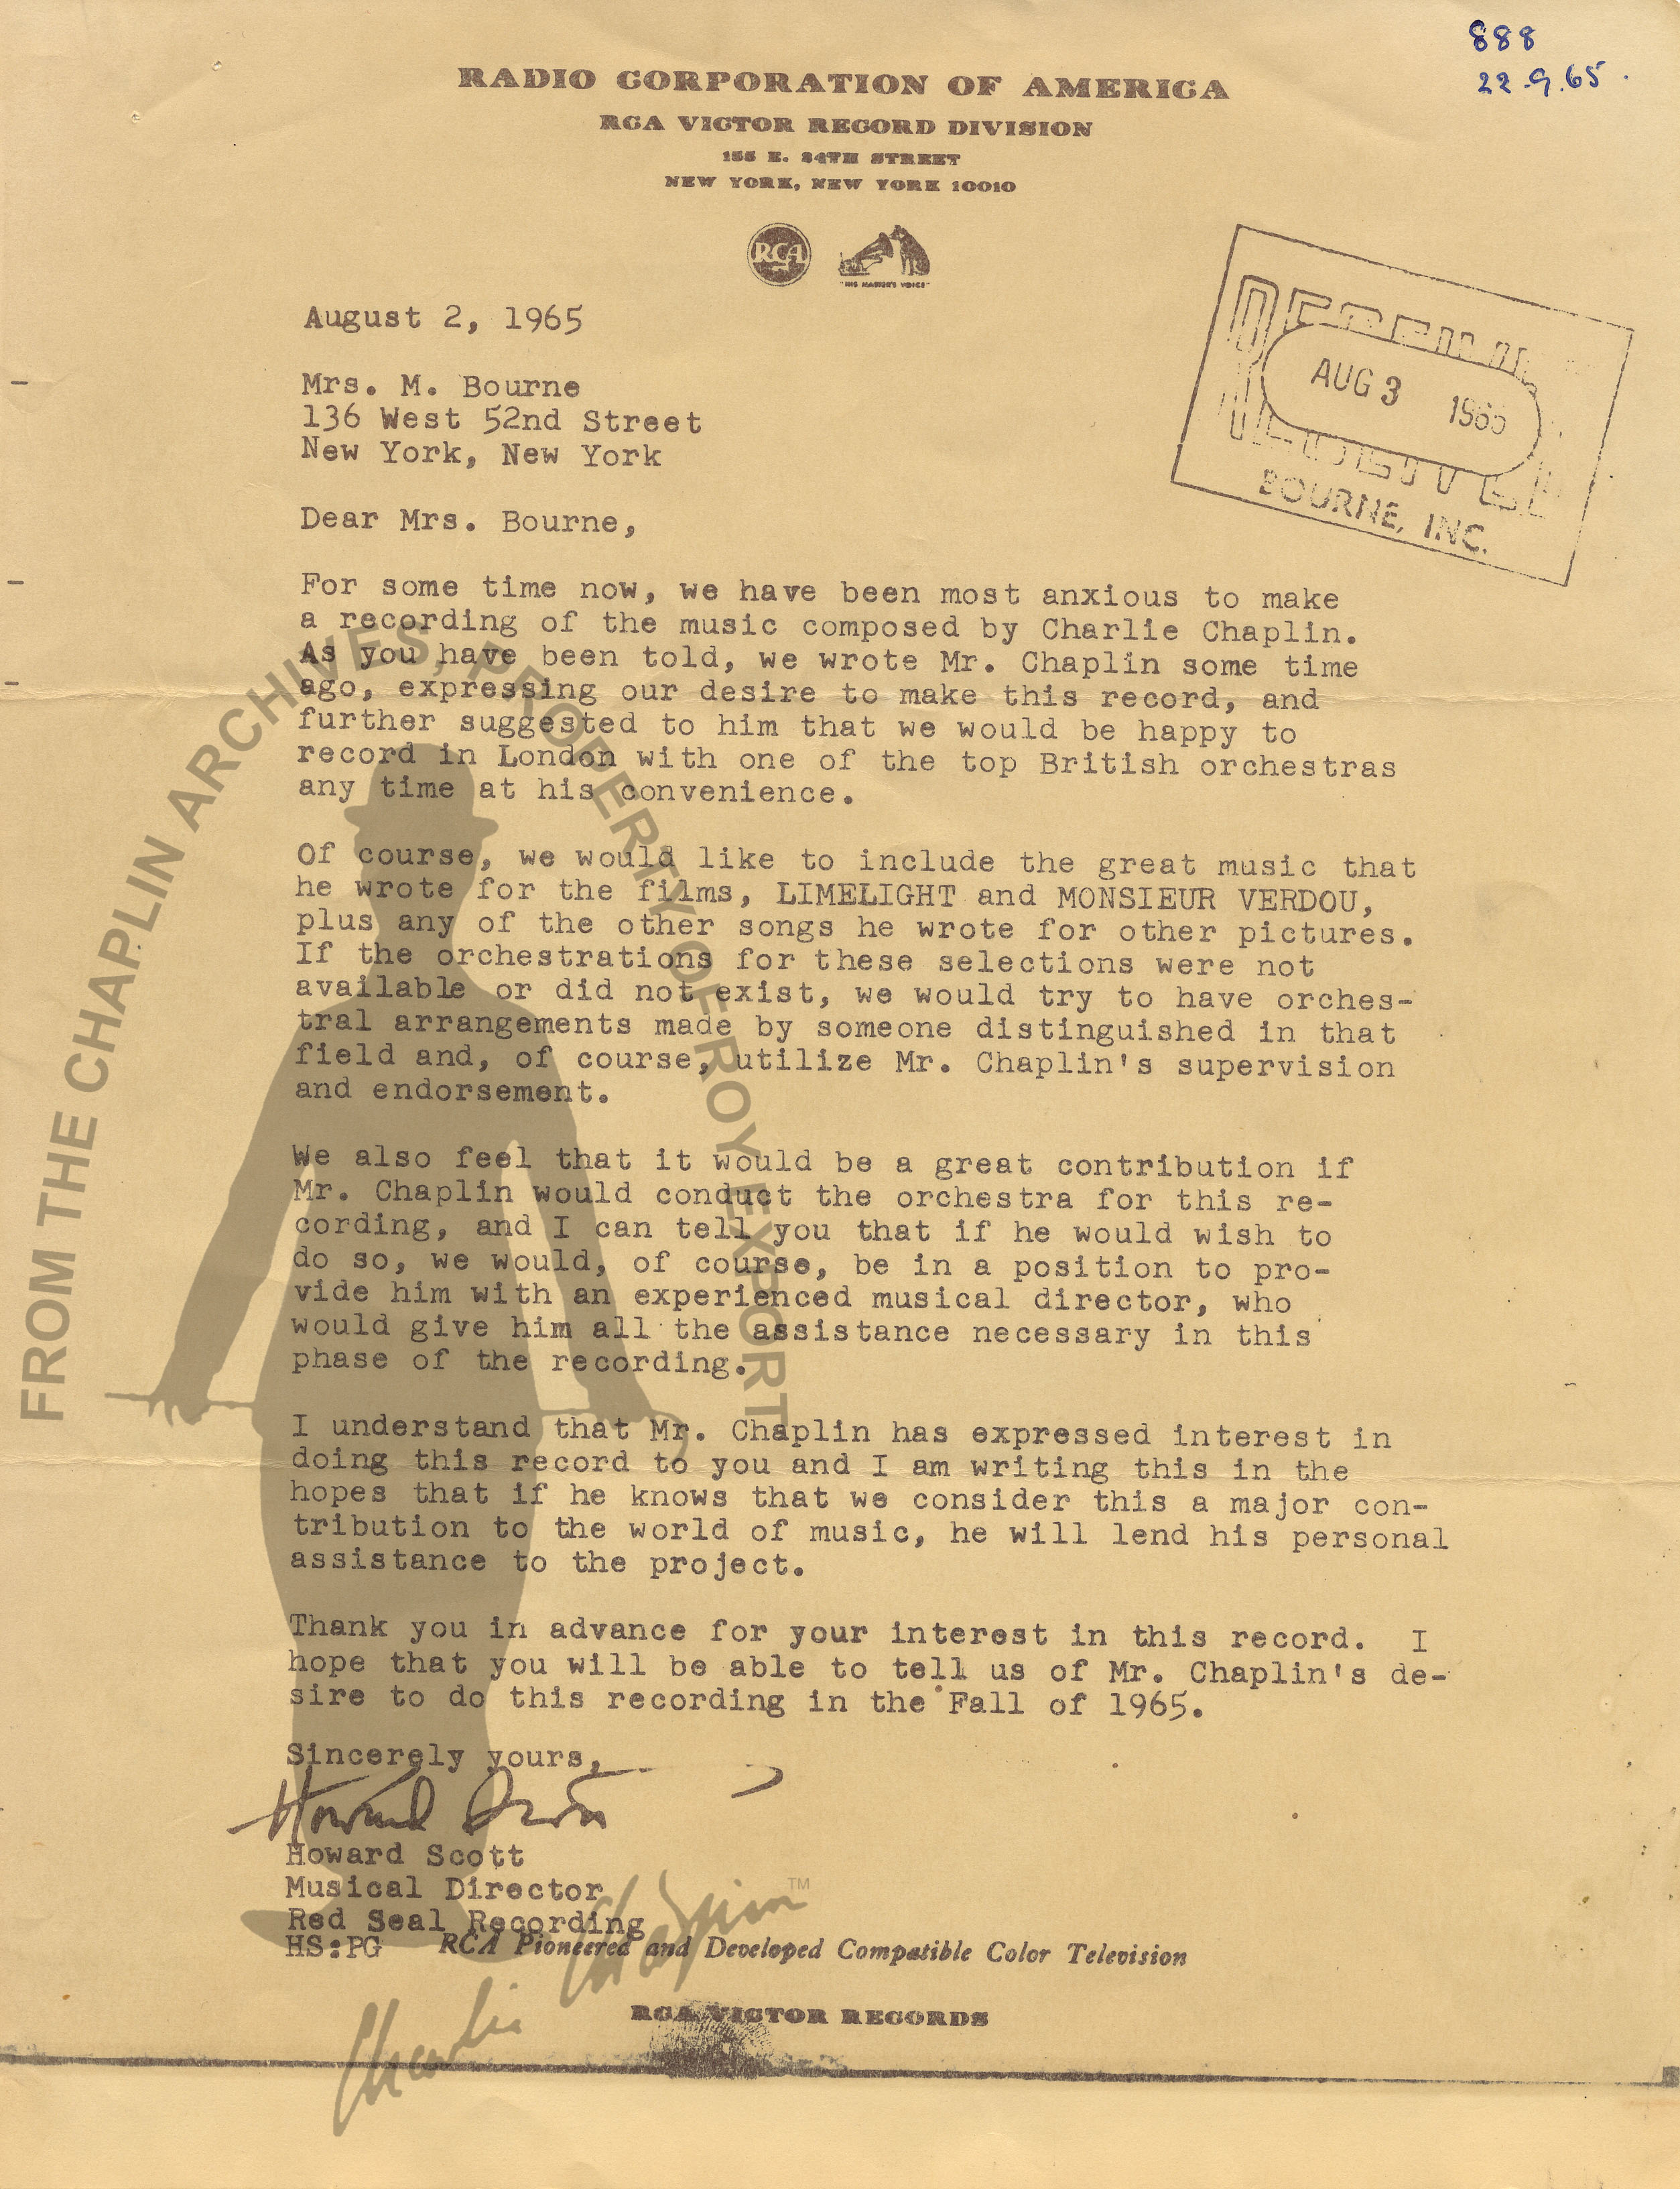 888
22.9.65.
RADIO CORPORATION OF AMERICA
RCA VICTOR RECORD DIVISION
155 E. 24TH STREET
NEW YORK, NEW YORK 10010
RCA
"HIS MASTER'S VOICE"
RECEIVED
AUG 3 1965
BOURNE, INC.
August 2, 1965
Mrs. M. Bourne
136 West 52nd Street
New York, New York
Dear Mrs. Bourne,
For some time now, we have been most anxious to make
a recording of the music composed by Charlie Chaplin.
As you have been told, we wrote Mr. Chaplin some time
ago, expressing our desire to make this record, and
further suggested to him that we would be happy to
record in London with one of the top British orchestras
any time at his convenience.
Of course, we would like to include the great music that
he wrote for the films, LIMELIGHT and MONSIEUR VERDOU,
plus any of the other songs he wrote for other pictures.
If the orchestrations for these selections were not
available or did not exist, we would try to have orches-
tral arrangements made by someone distinguished in that
field and, of course, utilize Mr. Chaplin's supervision
and endorsement.
We also feel that it would be a great contribution if
Mr. Chaplin would conduct the orchestra for this re-
cording, and I can tell you that if he would wish to
do so, we would, of course, be in a position to pro-
vide him with an experienced musical director, who
would give him all the assistance necessary in this
phase of the recording.
I understand that Mr. Chaplin has expressed interest in
doing this record to you and I am writing this in the
hopes that if he knows that we consider this a major con-
tribution to the world of music, he will lend his personal
assistance to the project.
Thank you in advance for your interest in this record. I
hope that you will be able to tell us of Mr. Chaplin's de-
sire to do this recording in the Fall of 1965.
Sincerely yours,
Howard Scott
Howard Scott
Musical Director
Red Seal Recording
HS:PG
RCA Pioneered and Developed Compatible Color Television
RCA VICTOR RECORDS
FROM THE CHAPLIN ARCHIVES, PROPERTY OF ROY EXPORT
Charlie Chaplin TM